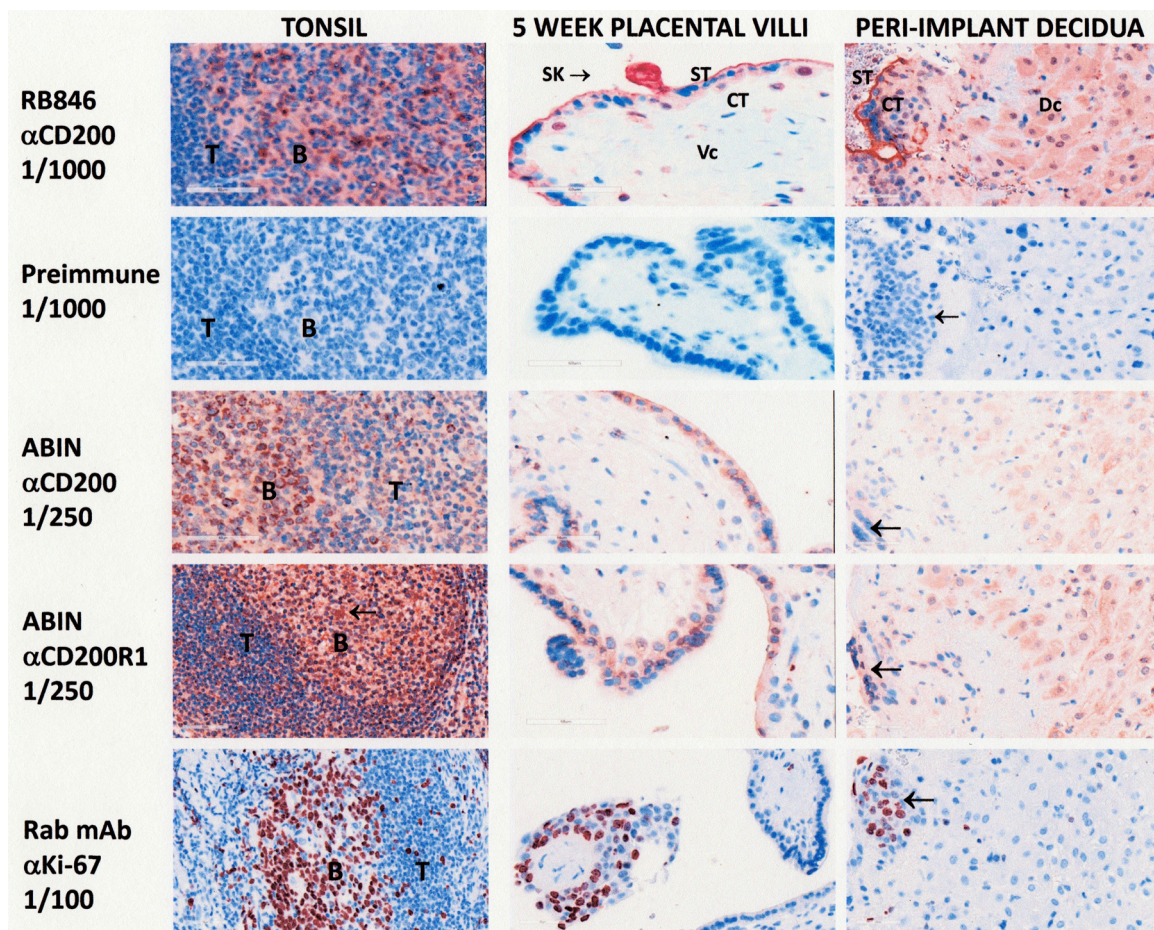 TONSIL
5 WEEK PLACENTAL VILLI
PERI-IMPLANT DECIDUA
RB846
αCD200
1/1000
T
B
SK →
ST
CT
Vc
ST
CT
Dc
Preimmune
1/1000
T
B
←
ABIN
αCD200
1/250
B
T
←
ABIN
αCD200R1
1/250
←
T
B
←
Rab mAb
αKi-67
1/100
B
T
←